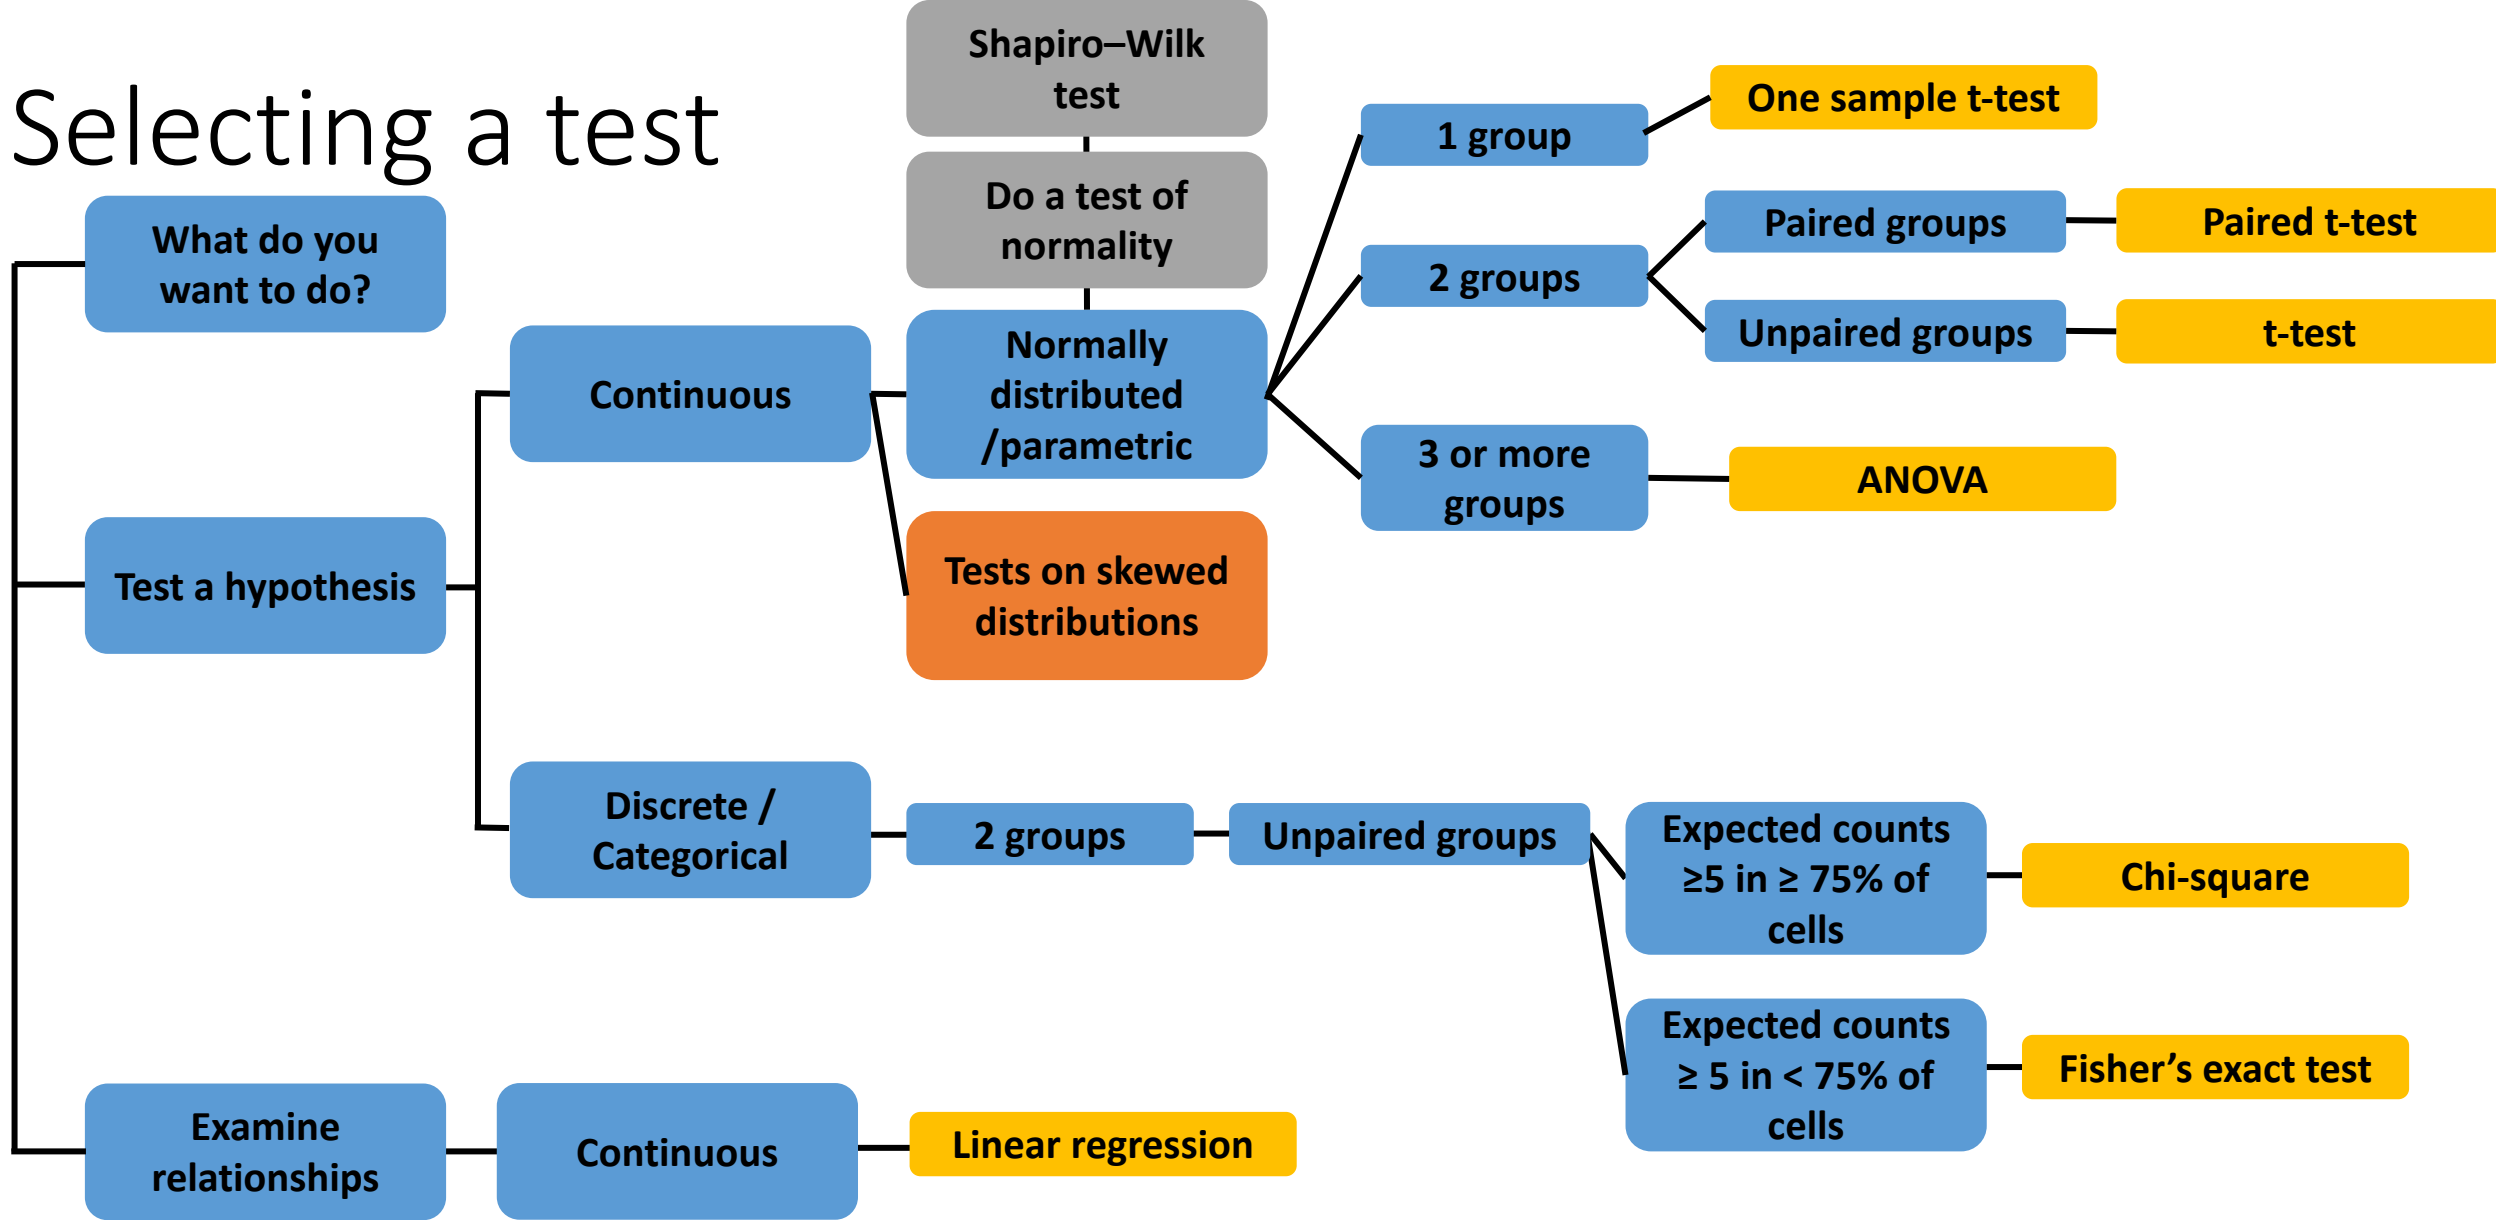 Selecting a test
What do you
want to do?
Test a hypothesis
Examine
relationships
Continuous
Discrete /
Categorical
Continuous
Shapiro–Wilk
test
Do a test of
normality
Normally
distributed
/parametric
Tests on skewed
distributions
2 groups
Unpaired groups
Linear regression
1 group
2 groups
3 or more
groups
One sample t-test
Paired groups
Unpaired groups
Paired t-test
t-test
ANOVA
Expected counts
≥5 in ≥ 75% of
cells
Chi-square
Expected counts
≥ 5 in < 75% of
cells
Fisher’s exact test